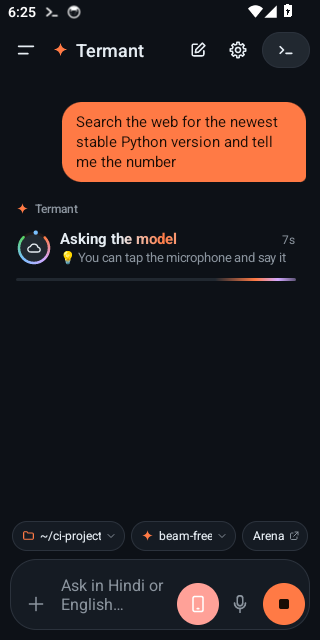 6:25
Termant
Search the web for the newest
stable Python version and tell
me the number
Termant
Asking the model
7s
💡 You can tap the microphone and say it
~/ci-project
beam-free
Arena
Ask in Hindi or
English…